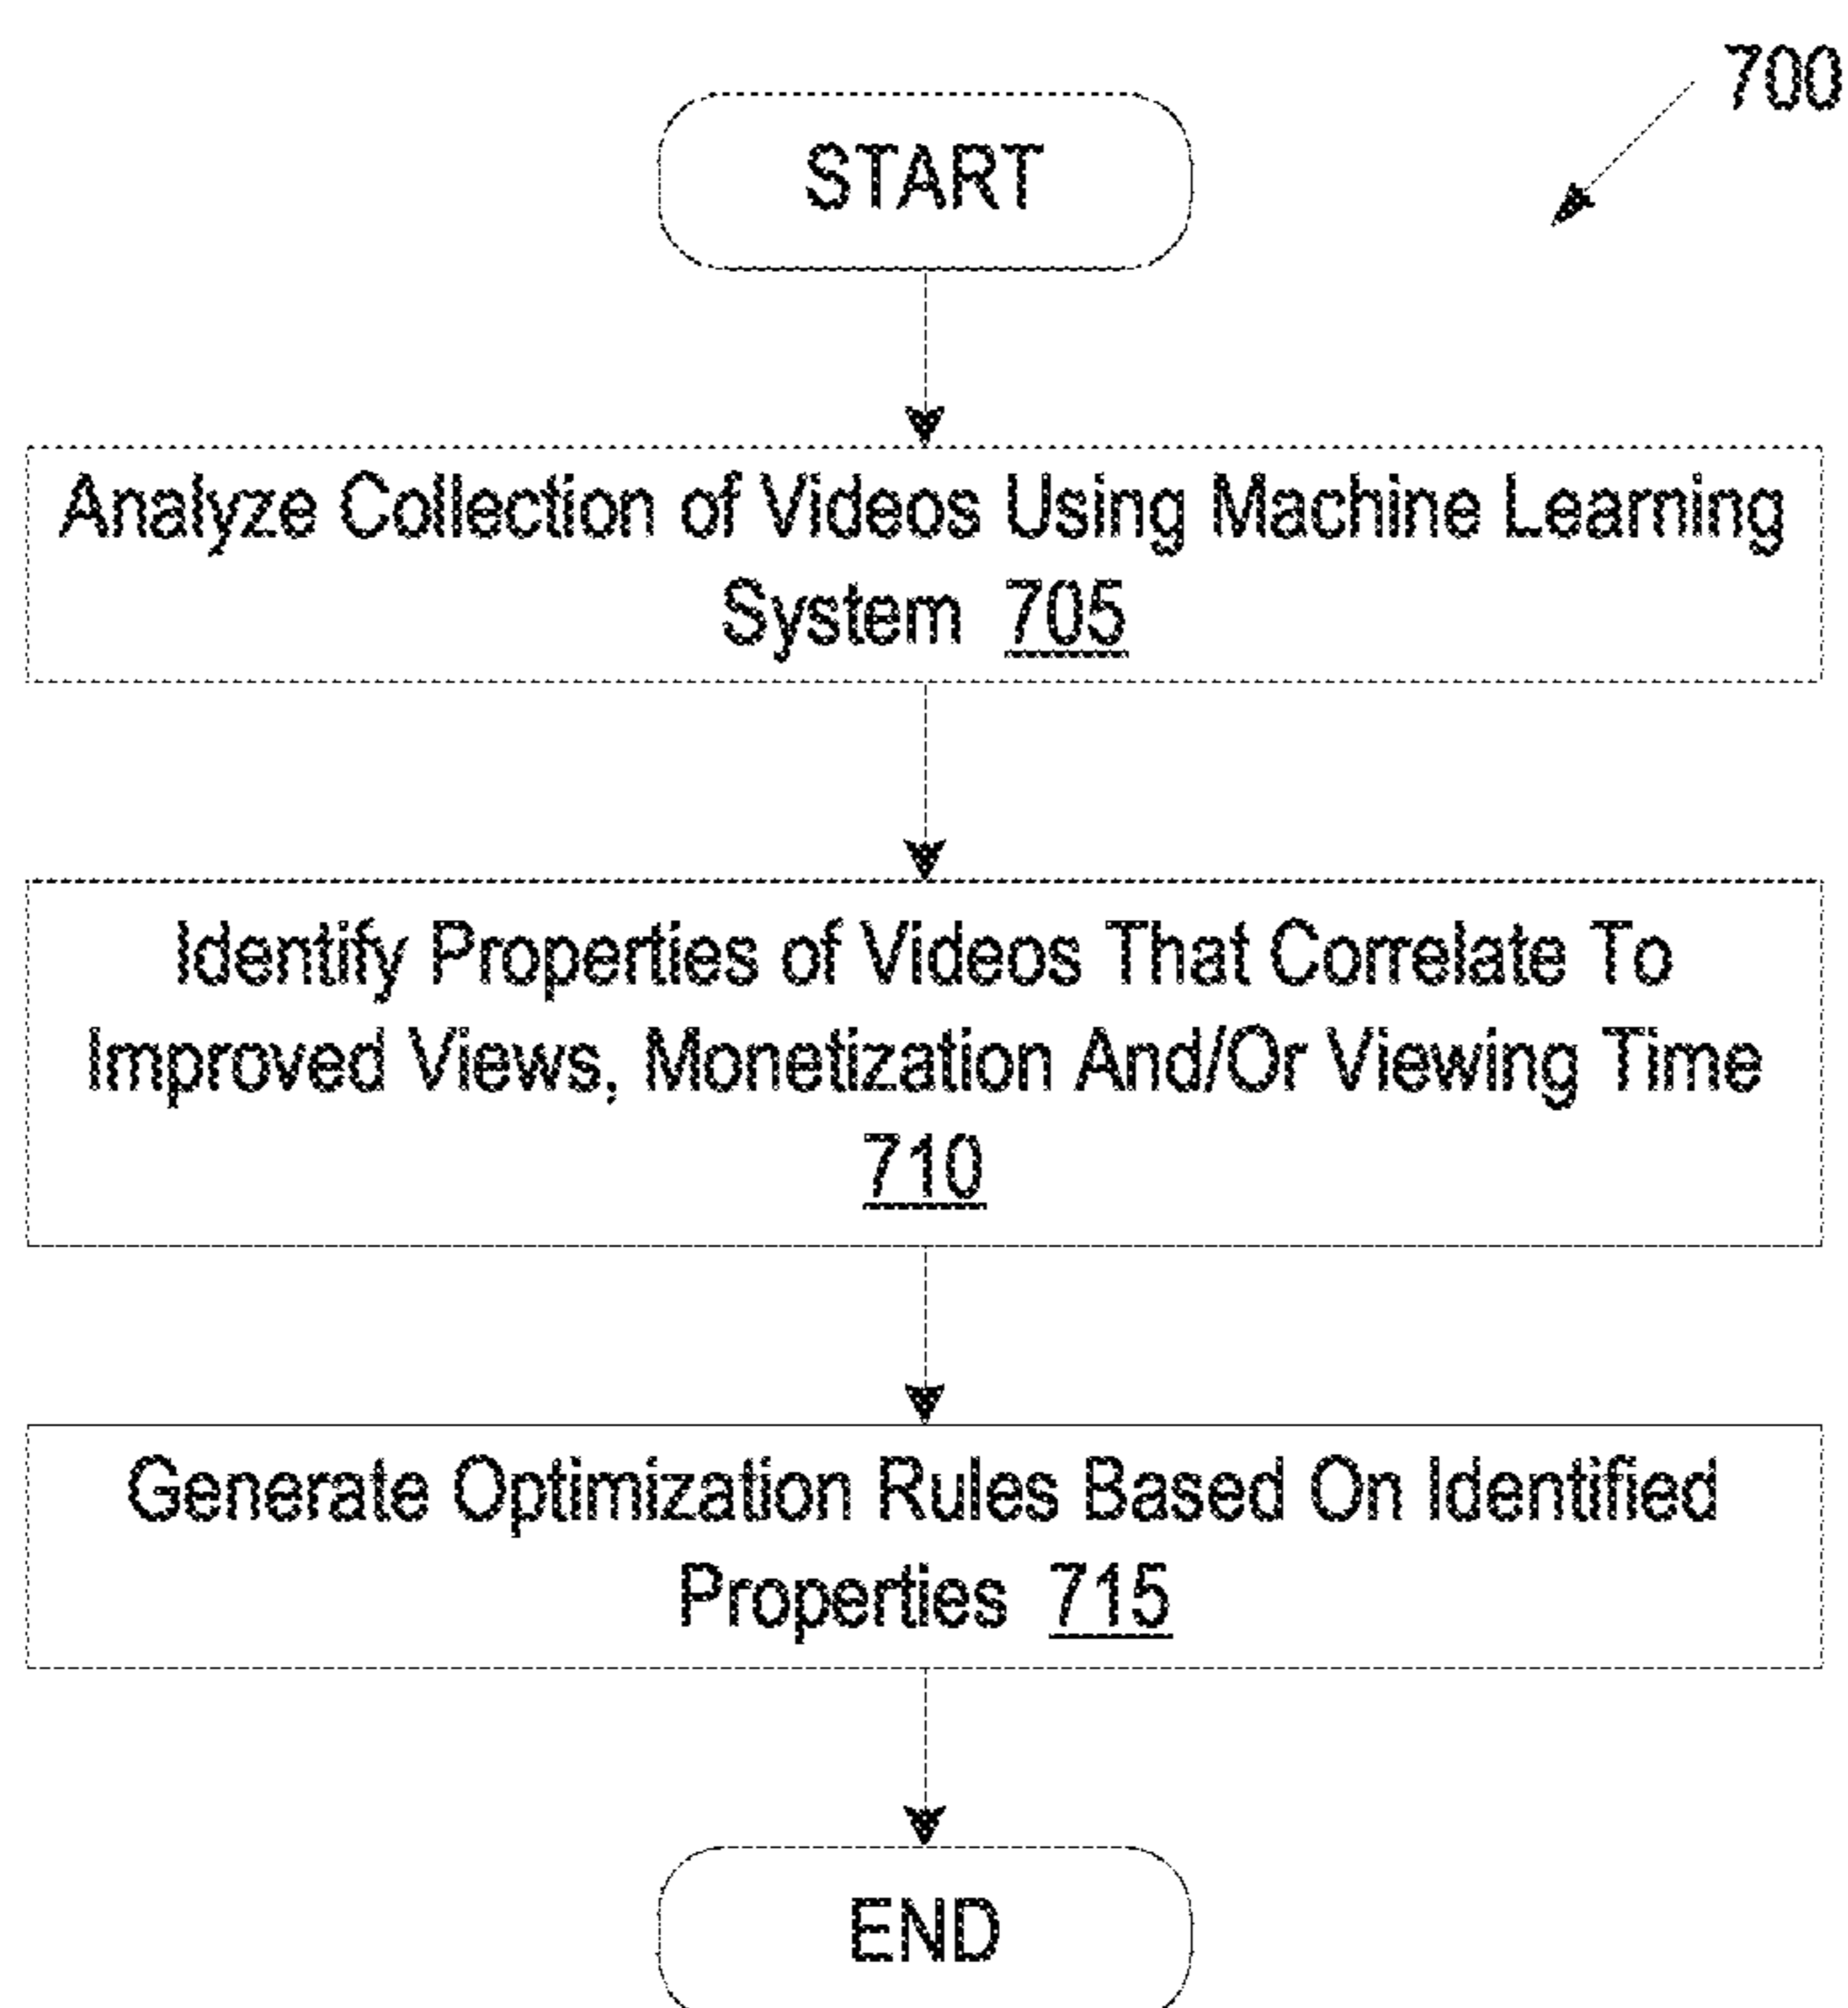 700
START
Analyze Collection of Videos Using Machine Learning
System 705
Identify Properties of Videos That Correlate To
Improved Views, Monetization And/Or Viewing Time
710
Generate Optimization Rules Based On Identified
Properties 715
END